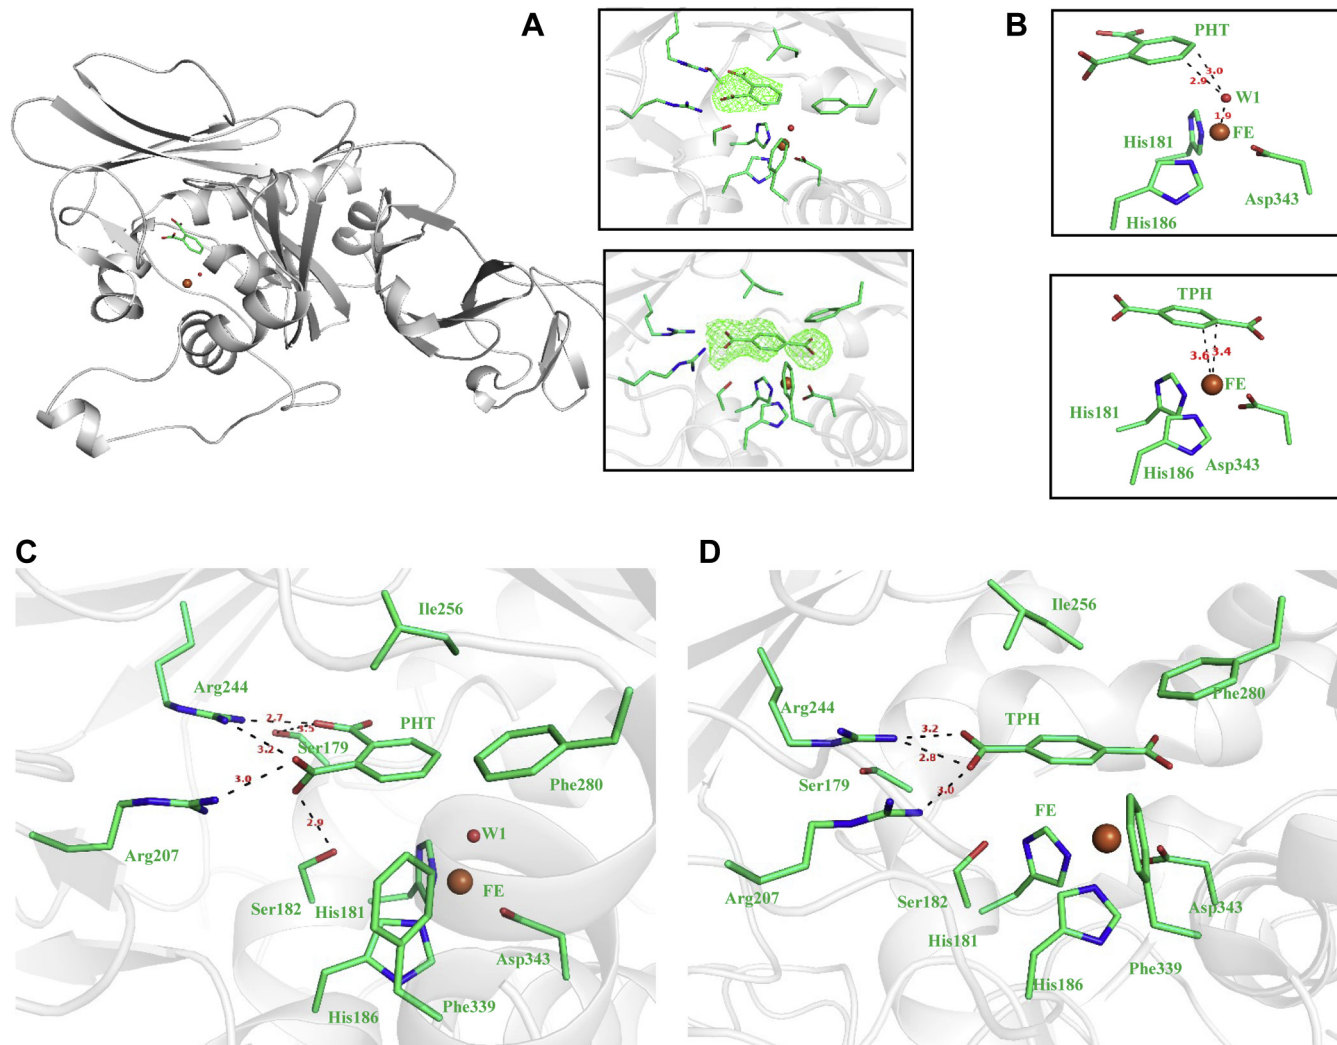 A
B
PHT
3.0
2.9
W1
1.9
FE
His181
Asp343
His186
TPH
3.6
3.4
FE
His181
Asp343
His186
C
Ile256
Arg244
2.7
3.5
PHT
3.2
Ser179
3.0
Phe280
2.9
W1
Arg207
FE
Ser182
His181
Asp343
His186
Phe339
D
Ile256
Phe280
Arg244
3.2
TPH
2.8
Ser179
3.0
FE
Arg207
Ser182
Asp343
His181
Phe339
His186